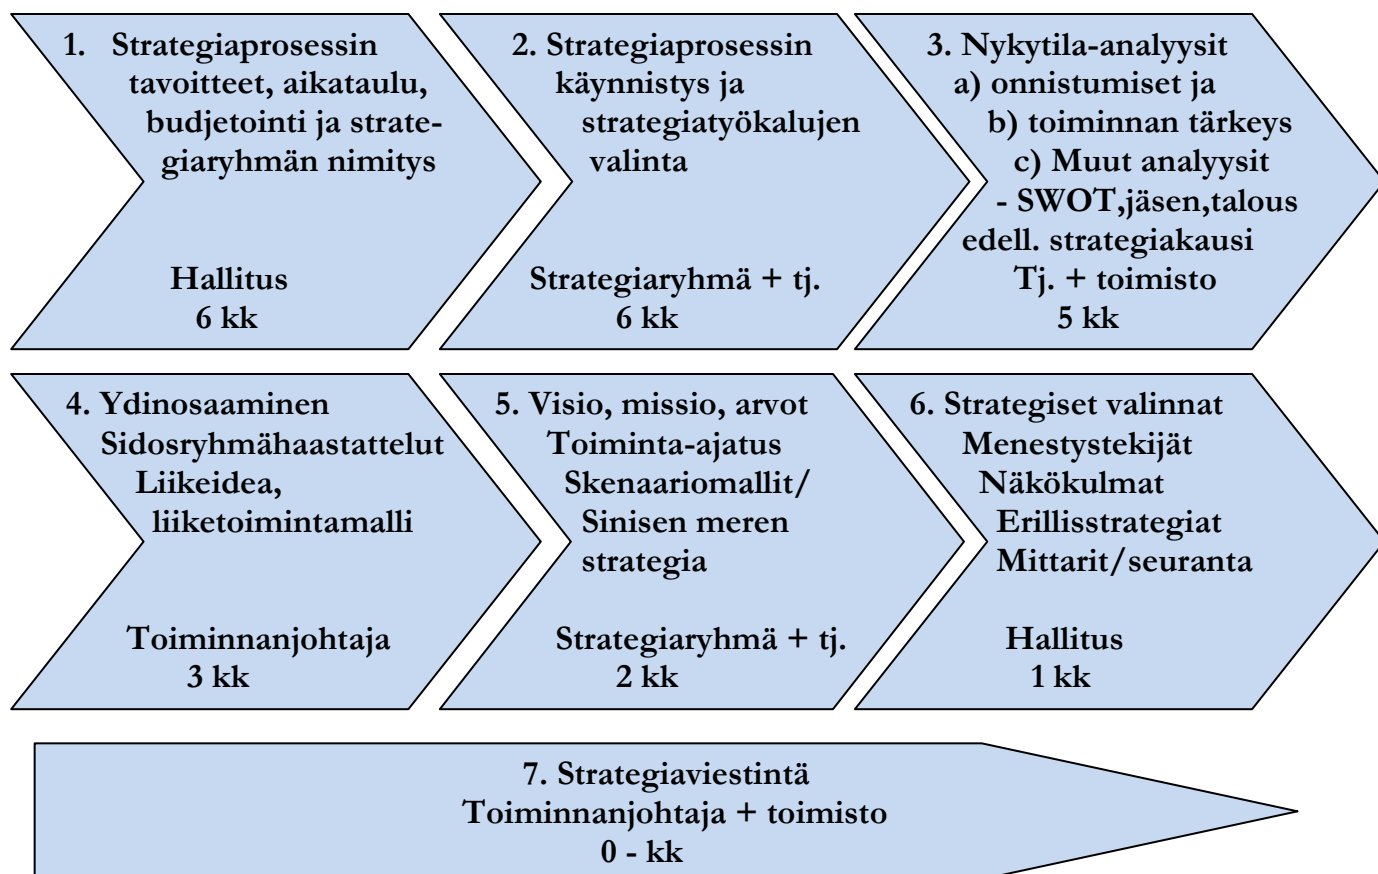 1. Strategiaprosessin
tavoitteet, aikataulu,
budjetointi ja strate-
giaryhmän nimitys
Hallitus
6 kk
2. Strategiaprosessin
käynnistys ja
strategiatyökalujen
valinta
Strategiaryhmä + tj.
6 kk
3. Nykytila-analyysit
a) onnistumiset ja
b) toiminnan tärkeys
c) Muut analyysit
- SWOT,jäsen,talous
edell. strategiakausi
Tj. + toimisto
5 kk
4. Ydinosaaminen
Sidosryhmähaastattelut
Liikeidea,
liiketoimintamalli
Toiminnanjohtaja
3 kk
5. Visio, missio, arvot
Toiminta-ajatus
Skenaariomallit/
Sinisen meren
strategia
Strategiaryhmä + tj.
2 kk
6. Strategiset valinnat
Menestystekijät
Näkökulmat
Erillisstrategiat
Mittarit/seuranta
Hallitus
1 kk
7. Strategiaviestintä
Toiminnanjohtaja + toimisto
0 - kk